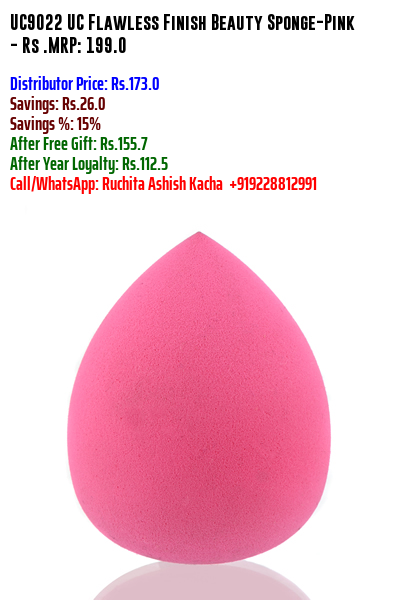 UC9022 UC Flawless Finish Beauty Sponge-Pink
- Rs .MRP: 199.0
Distributor Price: Rs.173.0
Savings: Rs.26.0
Savings %: 15%
After Free Gift: Rs.155.7
After Year Loyalty: Rs.112.5
Call/WhatsApp: Ruchita Ashish Kacha +919228812991